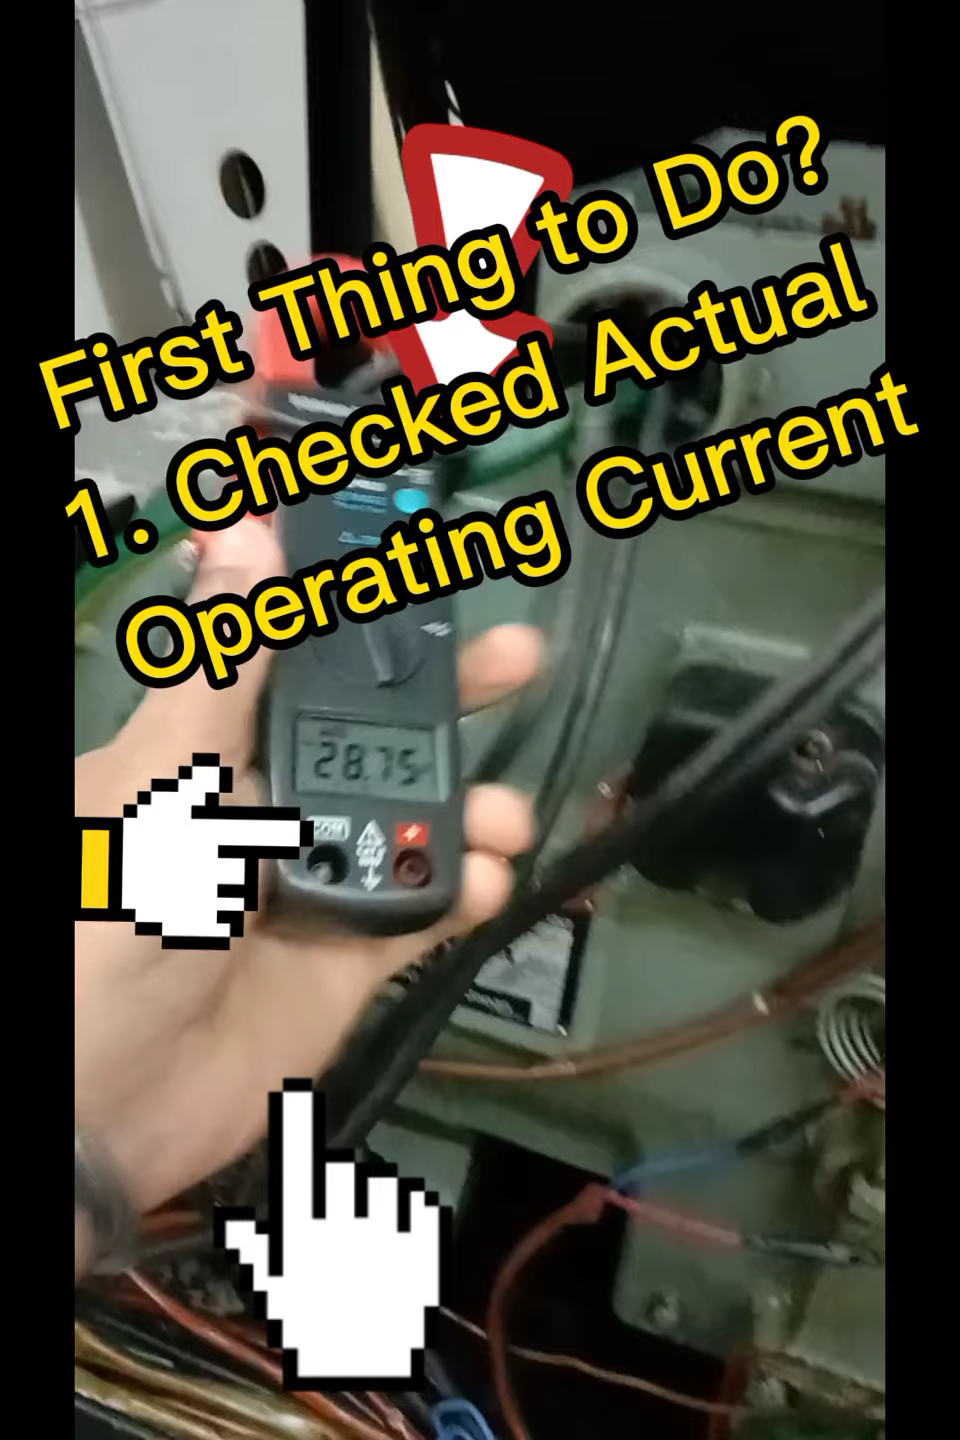 First Thing to Do?
1. Checked Actual
Operating Current
28.75
COM